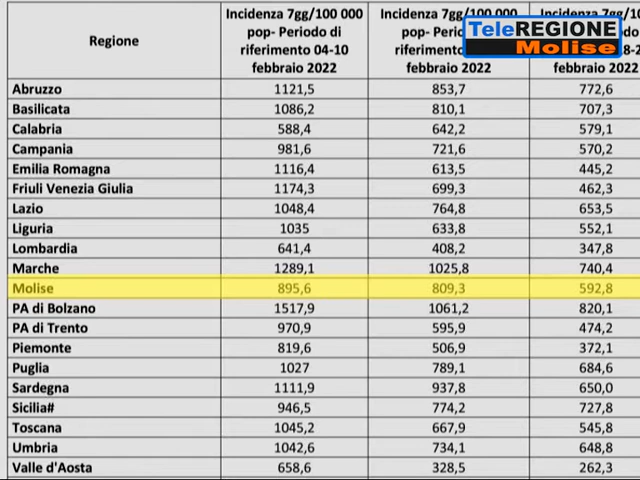 Regione
Incidenza 7gg/100 000
pop- Periodo di
riferimento 04-10
febbraio 2022
Incidenza 7gg/100 000
febbraio 2022
Incidenza
febbraio 2022
TeleREGIONE
Molise
Abruzzo 1121,5 853,7 772,6
Basilicata 1086,2 810,1 707,3
Calabria 588,4 642,2 579,1
Campania 981,6 721,6 570,2
Emilia Romagna 1116,4 613,5 445,2
Friuli Venezia Giulia 1174,3 699,3 462,3
Lazio 1048,4 764,8 653,5
Liguria 1035 633,8 552,1
Lombardia 641,4 408,2 347,8
Marche 1289,1 1025,8 740,4
Molise 895,6 809,3 592,8
PA di Bolzano 1517,9 1061,2 820,1
PA di Trento 970,9 595,9 474,2
Piemonte 819,6 506,9 372,1
Puglia 1027 789,1 684,6
Sardegna 1111,9 937,8 650,0
Sicilia# 946,5 774,2 727,8
Toscana 1045,2 667,9 545,8
Umbria 1042,6 734,1 648,8
Valle d'Aosta 658,6 328,5 262,3